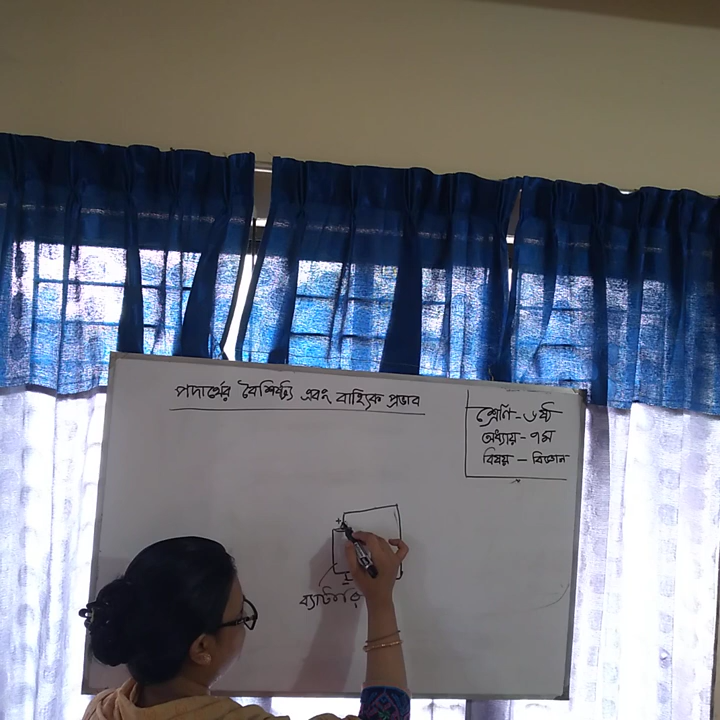 পদার্থের বৈশিষ্ট্য এবং বাহ্যিক প্রভাব
শ্রেণি - ৬ষ্ঠ
অধ্যায় - ৭ম
বিষয় - বিজ্ঞান
+
ব্যাটারি